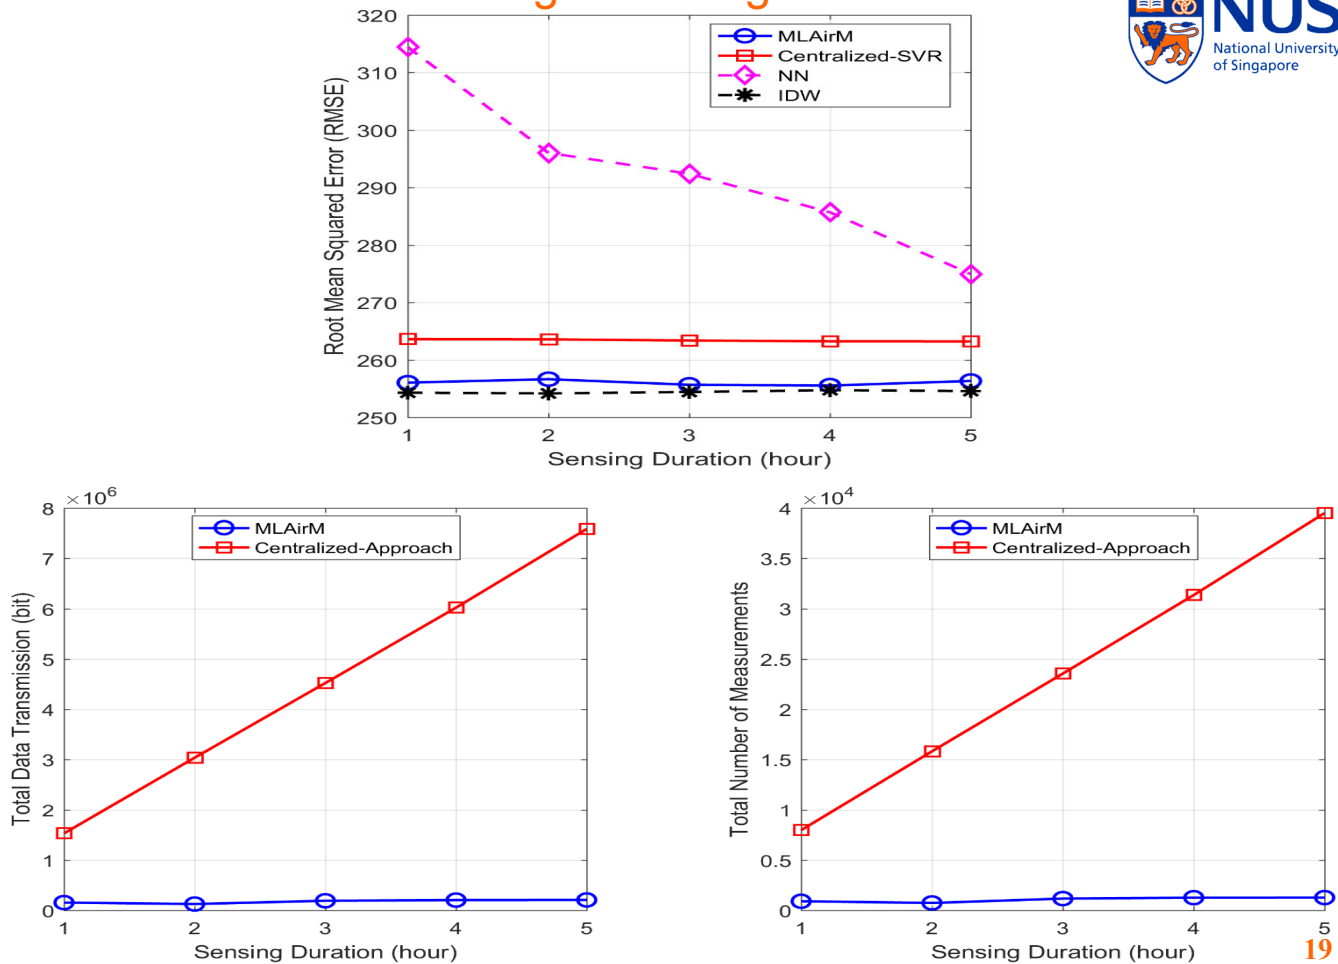 320
310
300
290
280
270
260
250
Root Mean Squared Error (RMSE)
MLAirM
Centralized-SVR
NN
IDW
1 2 3 4 5
Sensing Duration (hour)
NUS
National University
of Singapore
×10⁶
8
7
6
5
4
3
2
1
0
Total Data Transmission (bit)
MLAirM
Centralized-Approach
1 2 3 4 5
Sensing Duration (hour)
×10⁴
4
3.5
3
2.5
2
1.5
1
0.5
0
Total Number of Measurements
MLAirM
Centralized-Approach
1 2 3 4 5
Sensing Duration (hour)
19